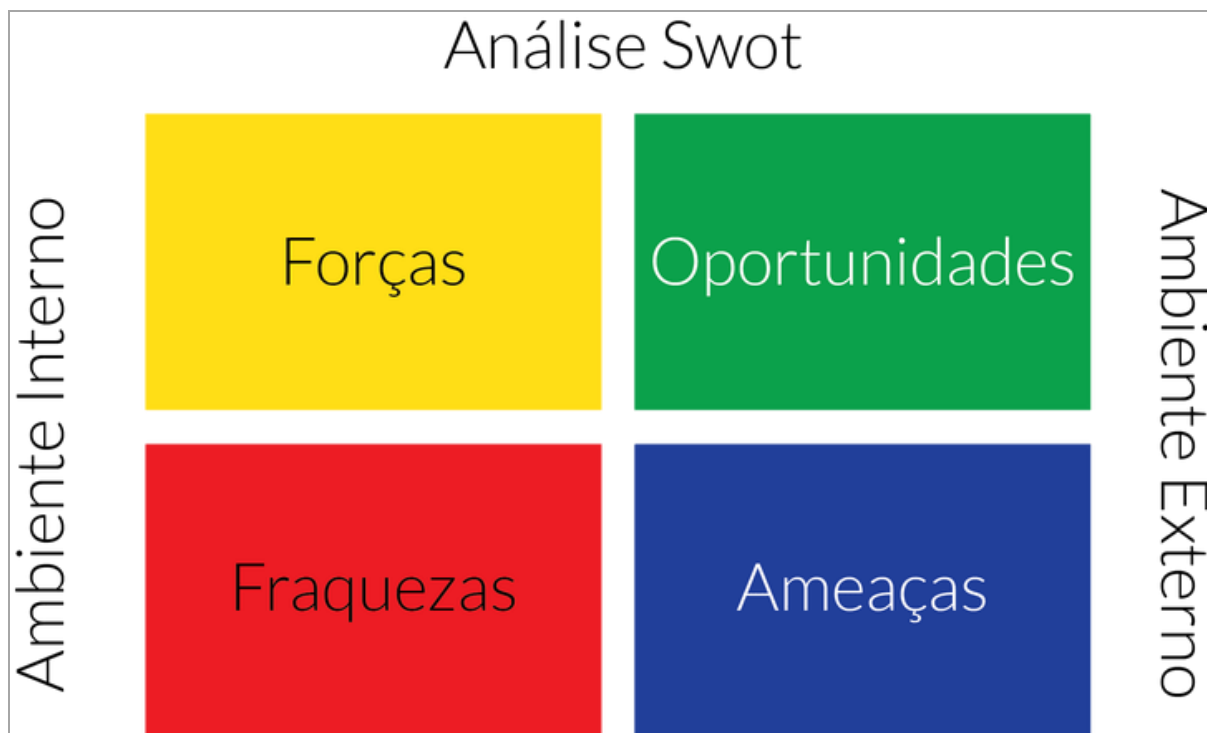 Análise Swot
Ambiente Interno
Forças
Oportunidades
Fraquezas
Ameaças
Ambiente Externo